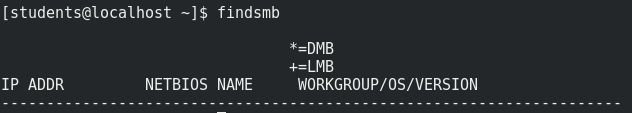 [students@localhost ~]$ findsmb
*=DMB
+=LMB
IP ADDR         NETBIOS NAME     WORKGROUP/OS/VERSION
---------------------------------------------------------------------